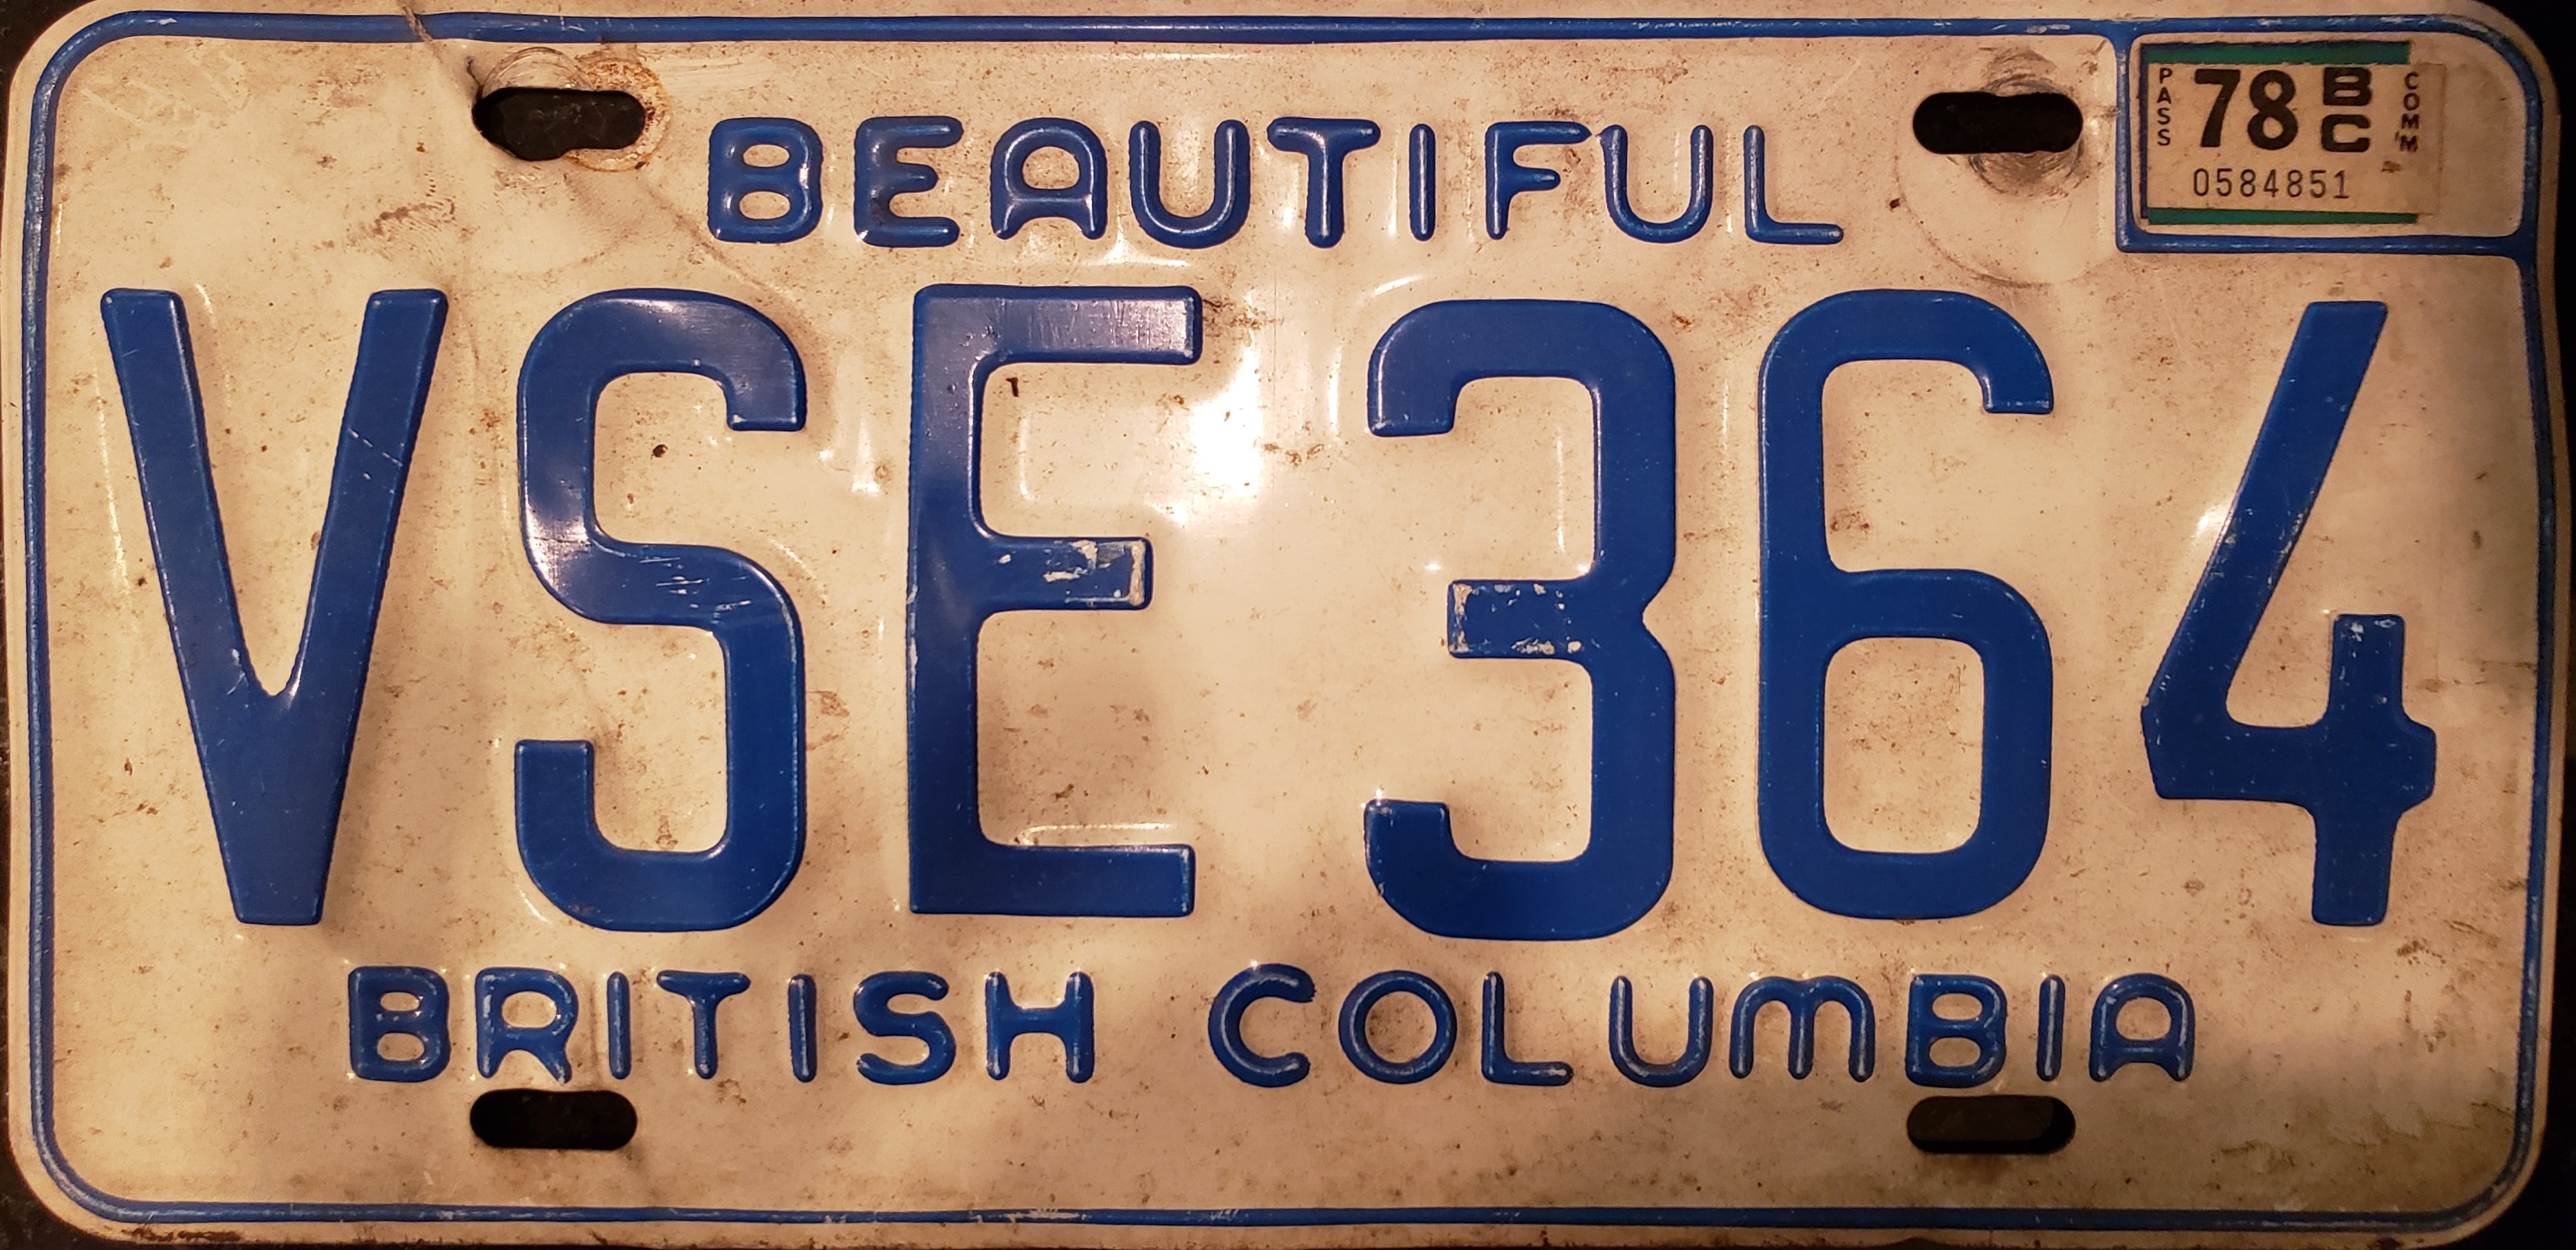 BEAUTIFUL
PASS 78 BC COMM
0584851
VSE 364
BRITISH COLUMBIA